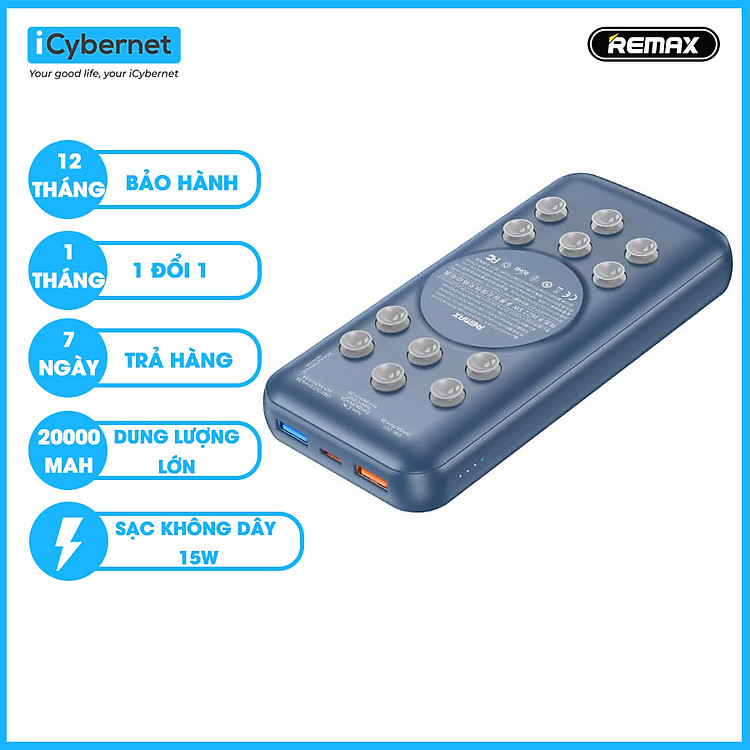 iCybernet
Your good life, your iCybernet
REMAX
12
THÁNG
BẢO HÀNH
1
THÁNG
1 ĐỔI 1
7
NGÀY
TRẢ HÀNG
20000
MAH
DUNG LƯỢNG
LỚN
SẠC KHÔNG DÂY
15W
REMAX